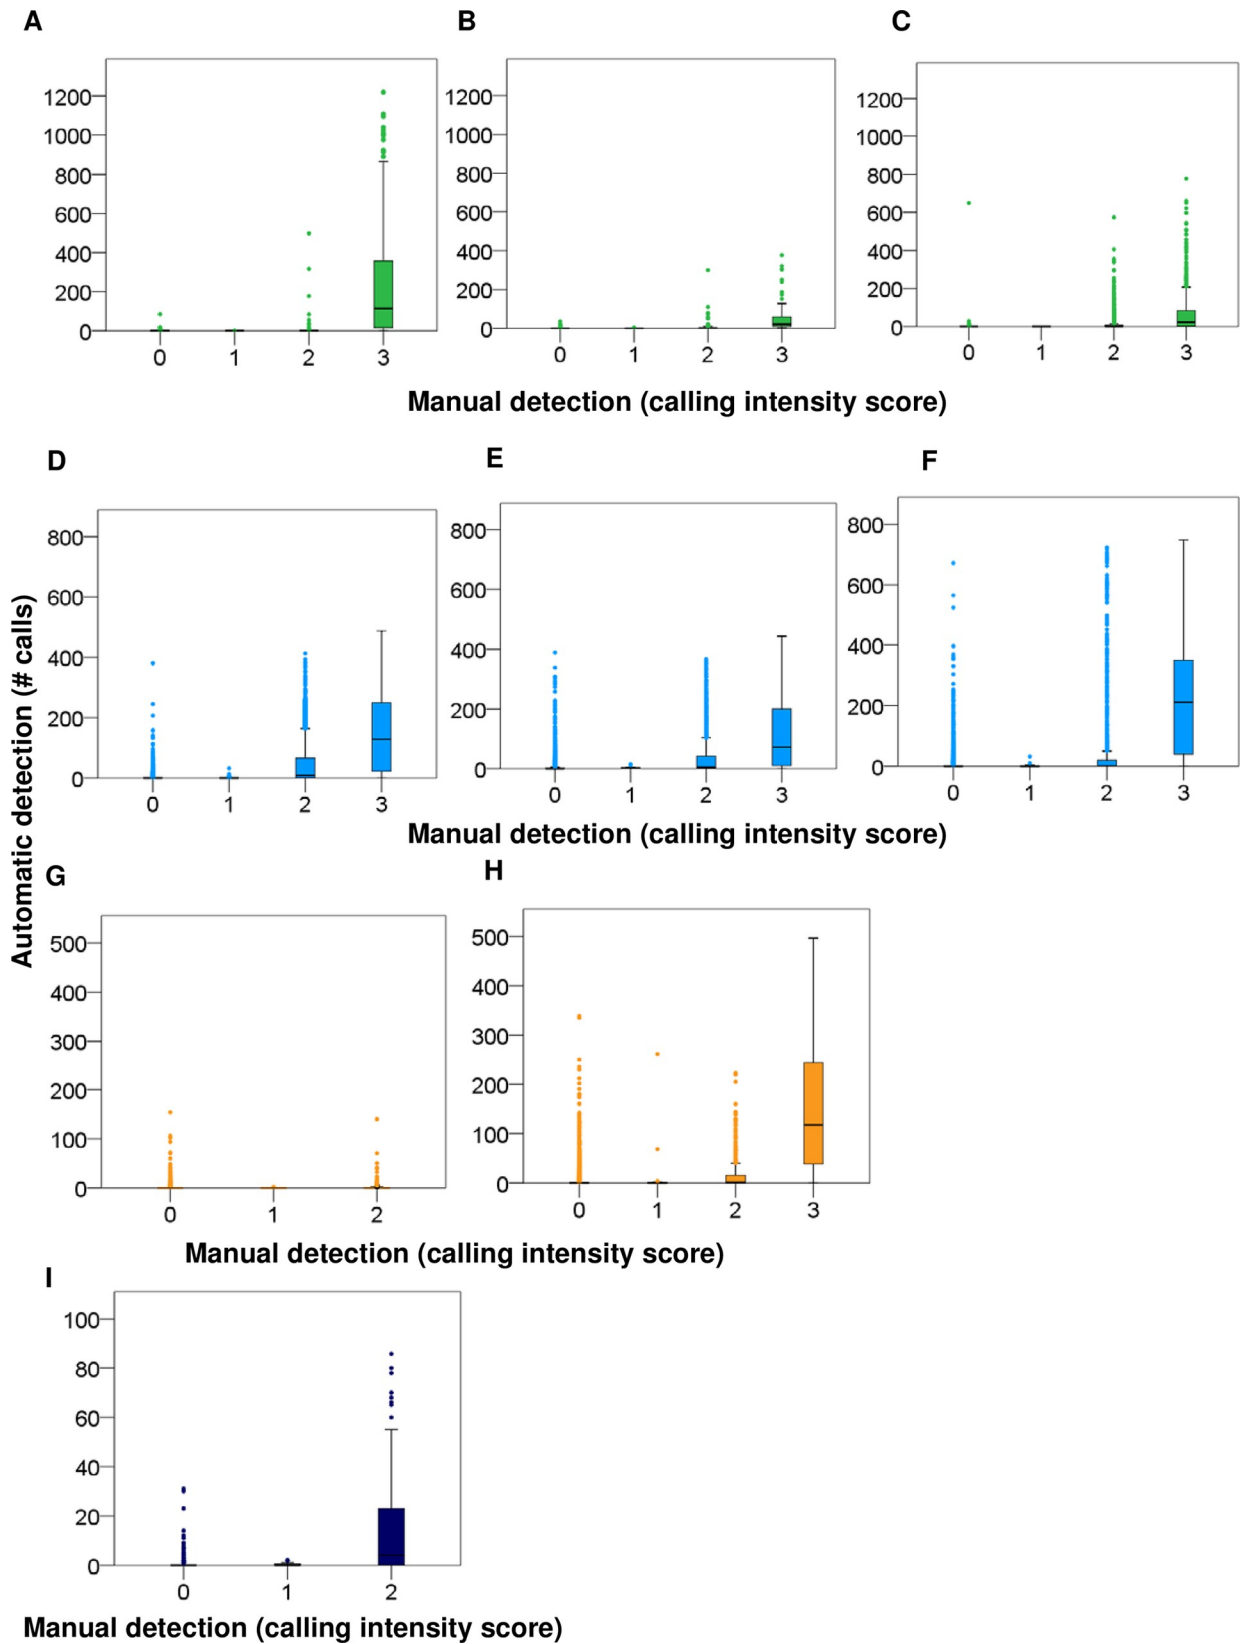 A B C
1200 1200 1200
1000 1000 1000
800 800 800
600 600 600
400 400 400
200 200 200
0 0 0
0 1 2 3 0 1 2 3 0 1 2 3
Manual detection (calling intensity score)
D E F
800 800 800
600 600 600
400 400 400
200 200 200
0 0 0
0 1 2 3 0 1 2 3 0 1 2 3
Manual detection (calling intensity score)
Automatic detection (# calls)
G H
500 500
400 400
300 300
200 200
100 100
0 0
0 1 2 0 1 2 3
Manual detection (calling intensity score)
I
100
80
60
40
20
0
0 1 2
Manual detection (calling intensity score)